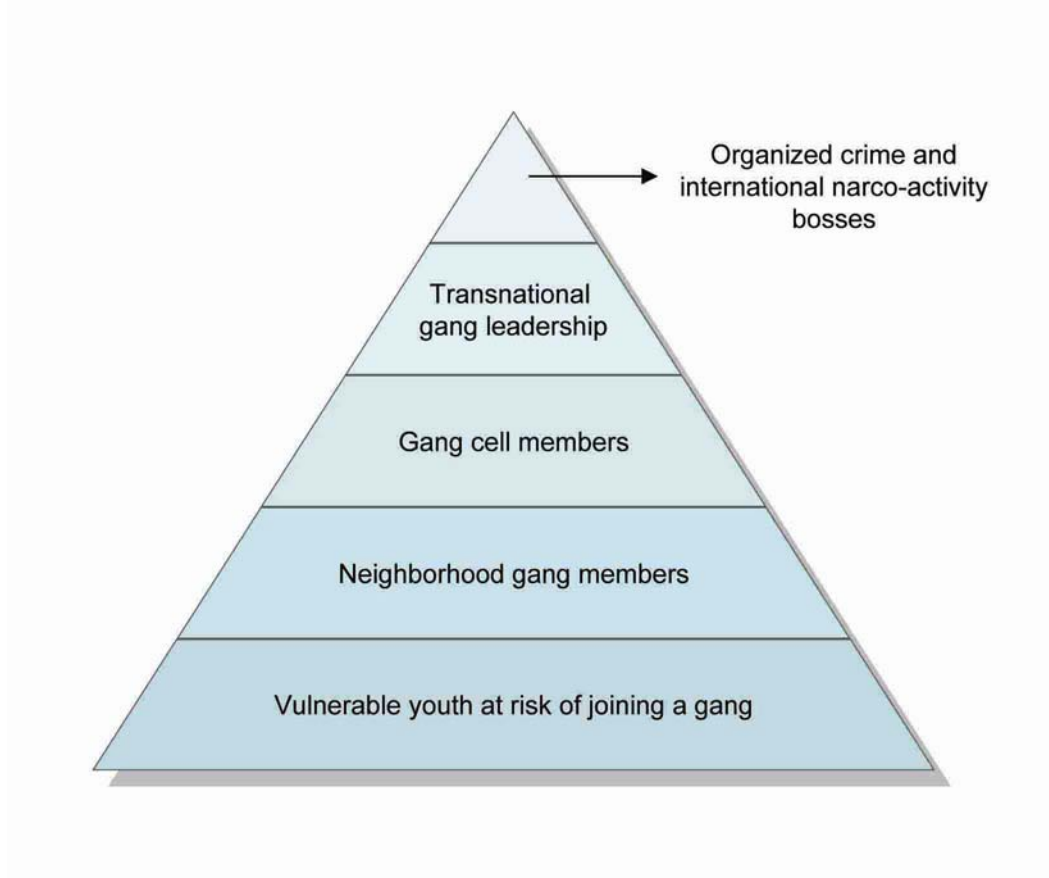 Organized crime and
international narco-activity
bosses
Transnational
gang leadership
Gang cell members
Neighborhood gang members
Vulnerable youth at risk of joining a gang